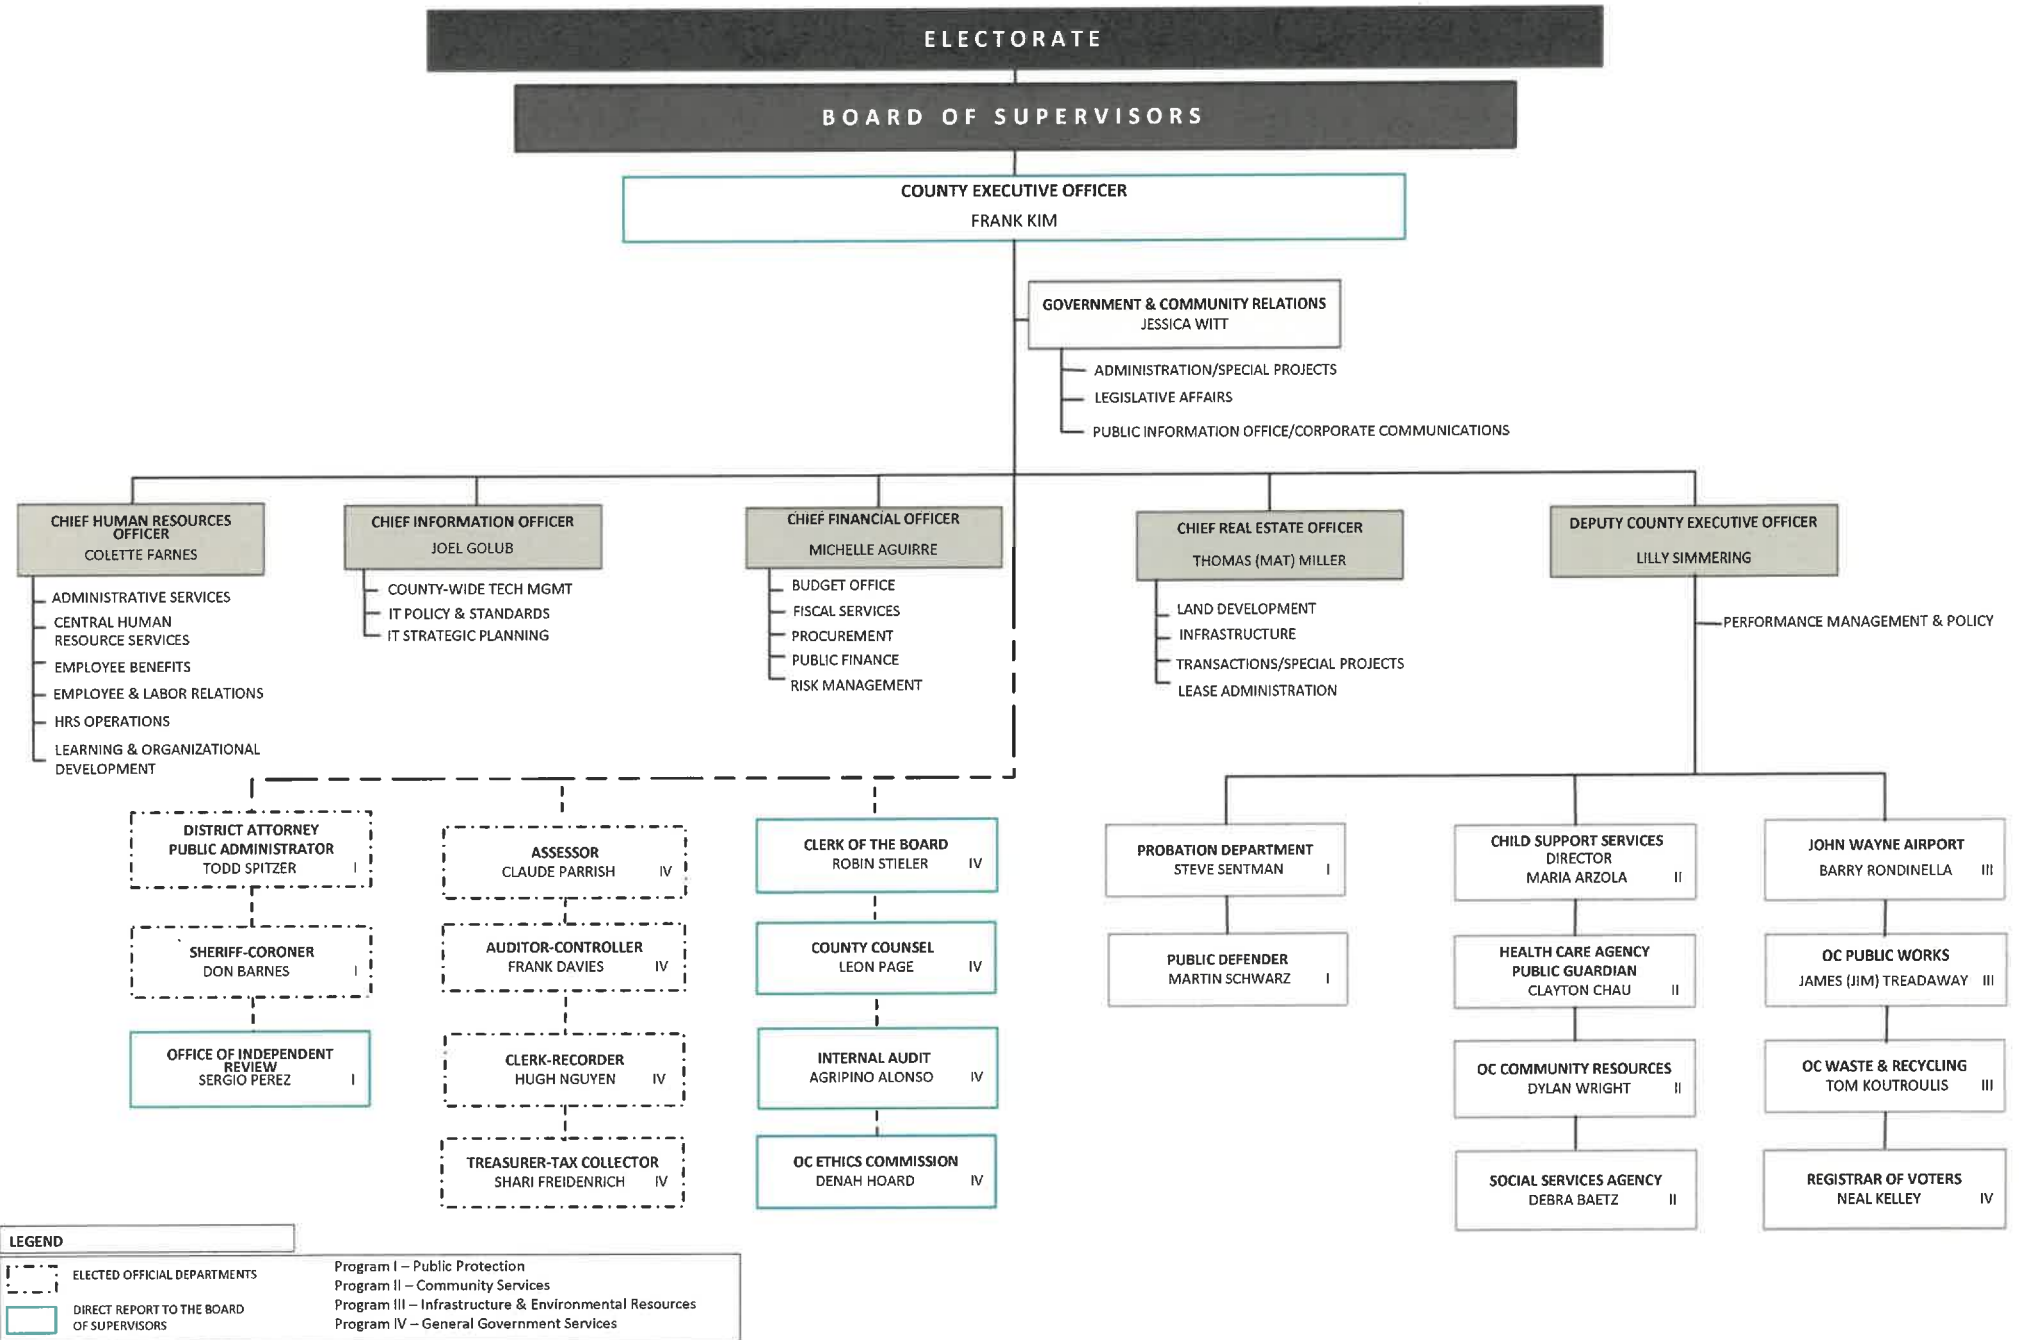 ELECTORATE
BOARD OF SUPERVISORS
COUNTY EXECUTIVE OFFICER
FRANK KIM
GOVERNMENT & COMMUNITY RELATIONS
JESSICA WITT
ADMINISTRATION/SPECIAL PROJECTS
LEGISLATIVE AFFAIRS
PUBLIC INFORMATION OFFICE/CORPORATE COMMUNICATIONS
CHIEF HUMAN RESOURCES
OFFICER
COLETTE FARNES
ADMINISTRATIVE SERVICES
CENTRAL HUMAN
RESOURCE SERVICES
EMPLOYEE BENEFITS
EMPLOYEE & LABOR RELATIONS
HRS OPERATIONS
LEARNING & ORGANIZATIONAL
DEVELOPMENT
CHIEF INFORMATION OFFICER
JOEL GOLUB
COUNTY-WIDE TECH MGMT
IT POLICY & STANDARDS
IT STRATEGIC PLANNING
CHIEF FINANCIAL OFFICER
MICHELLE AGUIRRE
BUDGET OFFICE
FISCAL SERVICES
PROCUREMENT
PUBLIC FINANCE
RISK MANAGEMENT
CHIEF REAL ESTATE OFFICER
THOMAS (MAT) MILLER
LAND DEVELOPMENT
INFRASTRUCTURE
TRANSACTIONS/SPECIAL PROJECTS
LEASE ADMINISTRATION
DEPUTY COUNTY EXECUTIVE OFFICER
LILLY SIMMERING
PERFORMANCE MANAGEMENT & POLICY
DISTRICT ATTORNEY
PUBLIC ADMINISTRATOR
TODD SPITZER I
SHERIFF-CORONER
DON BARNES I
OFFICE OF INDEPENDENT
REVIEW
SERGIO PEREZ I
ASSESSOR
CLAUDE PARRISH IV
AUDITOR-CONTROLLER
FRANK DAVIES IV
CLERK-RECORDER
HUGH NGUYEN IV
TREASURER-TAX COLLECTOR
SHARI FREIDENRICH IV
CLERK OF THE BOARD
ROBIN STIELER IV
COUNTY COUNSEL
LEON PAGE IV
INTERNAL AUDIT
AGRIPINO ALONSO IV
OC ETHICS COMMISSION
DENAH HOARD IV
PROBATION DEPARTMENT
STEVE SENTMAN I
PUBLIC DEFENDER
MARTIN SCHWARZ I
CHILD SUPPORT SERVICES
DIRECTOR
MARIA ARZOLA II
HEALTH CARE AGENCY
PUBLIC GUARDIAN
CLAYTON CHAU II
OC COMMUNITY RESOURCES
DYLAN WRIGHT II
SOCIAL SERVICES AGENCY
DEBRA BAETZ II
JOHN WAYNE AIRPORT
BARRY RONDINELLA III
OC PUBLIC WORKS
JAMES (JIM) TREADAWAY III
OC WASTE & RECYCLING
TOM KOUTROULIS III
REGISTRAR OF VOTERS
NEAL KELLEY IV
LEGEND
ELECTED OFFICIAL DEPARTMENTS
DIRECT REPORT TO THE BOARD
OF SUPERVISORS
Program I – Public Protection
Program II – Community Services
Program III – Infrastructure & Environmental Resources
Program IV – General Government Services